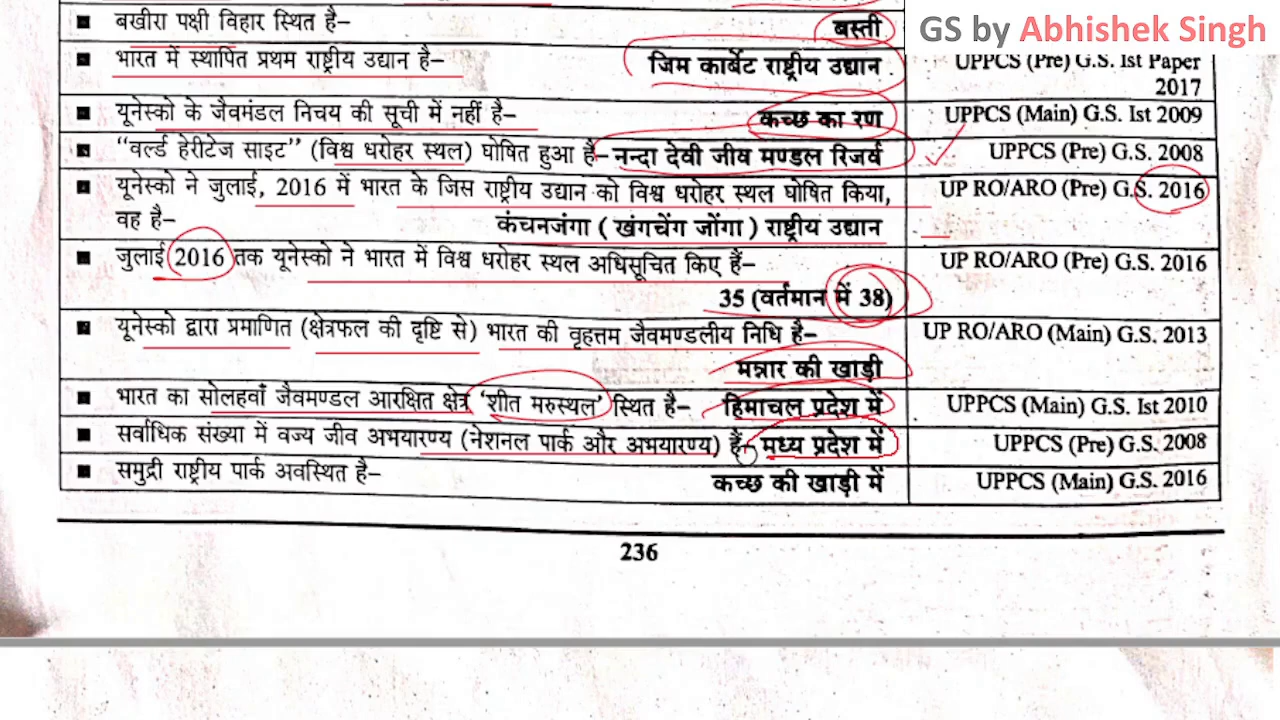 GS by Abhishek Singh
■ बखीरा पक्षी विहार स्थित है–
बस्ती
■ भारत में स्थापित प्रथम राष्ट्रीय उद्यान है–
जिम कार्बेट राष्ट्रीय उद्यान
UPPCS (Pre) G.S. Ist Paper
2017
■ यूनेस्को के जैवमंडल निचय की सूची में नहीं है–
कच्छ का रण
UPPCS (Main) G.S. Ist 2009
■ “वर्ल्ड हेरीटेज साइट” (विश्व धरोहर स्थल) घोषित हुआ है– नन्दा देवी जीव मण्डल रिजर्व
UPPCS (Pre) G.S. 2008
■ यूनेस्को ने जुलाई, 2016 में भारत के जिस राष्ट्रीय उद्यान को विश्व धरोहर स्थल घोषित किया,
UP RO/ARO (Pre) G.S. 2016
वह है–
कंचनजंगा ( खंगचेंग जोंगा ) राष्ट्रीय उद्यान
■ जुलाई 2016 तक यूनेस्को ने भारत में विश्व धरोहर स्थल अधिसूचित किए हैं–
UP RO/ARO (Pre) G.S. 2016
35 (वर्तमान में 38)
■ यूनेस्को द्वारा प्रमाणित (क्षेत्रफल की दृष्टि से) भारत की वृहत्तम जैवमण्डलीय निधि है–
UP RO/ARO (Main) G.S. 2013
मन्नार की खाड़ी
■ भारत का सोलहवाँ जैवमण्डल आरक्षित क्षेत्र ‘शीत मरुस्थल’ स्थित है–
हिमाचल प्रदेश में
UPPCS (Main) G.S. Ist 2010
■ सर्वाधिक संख्या में वन्य जीव अभयारण्य (नेशनल पार्क और अभयारण्य) हैं– मध्य प्रदेश में
UPPCS (Pre) G.S. 2008
■ समुद्री राष्ट्रीय पार्क अवस्थित है–
कच्छ की खाड़ी में
UPPCS (Main) G.S. 2016
236